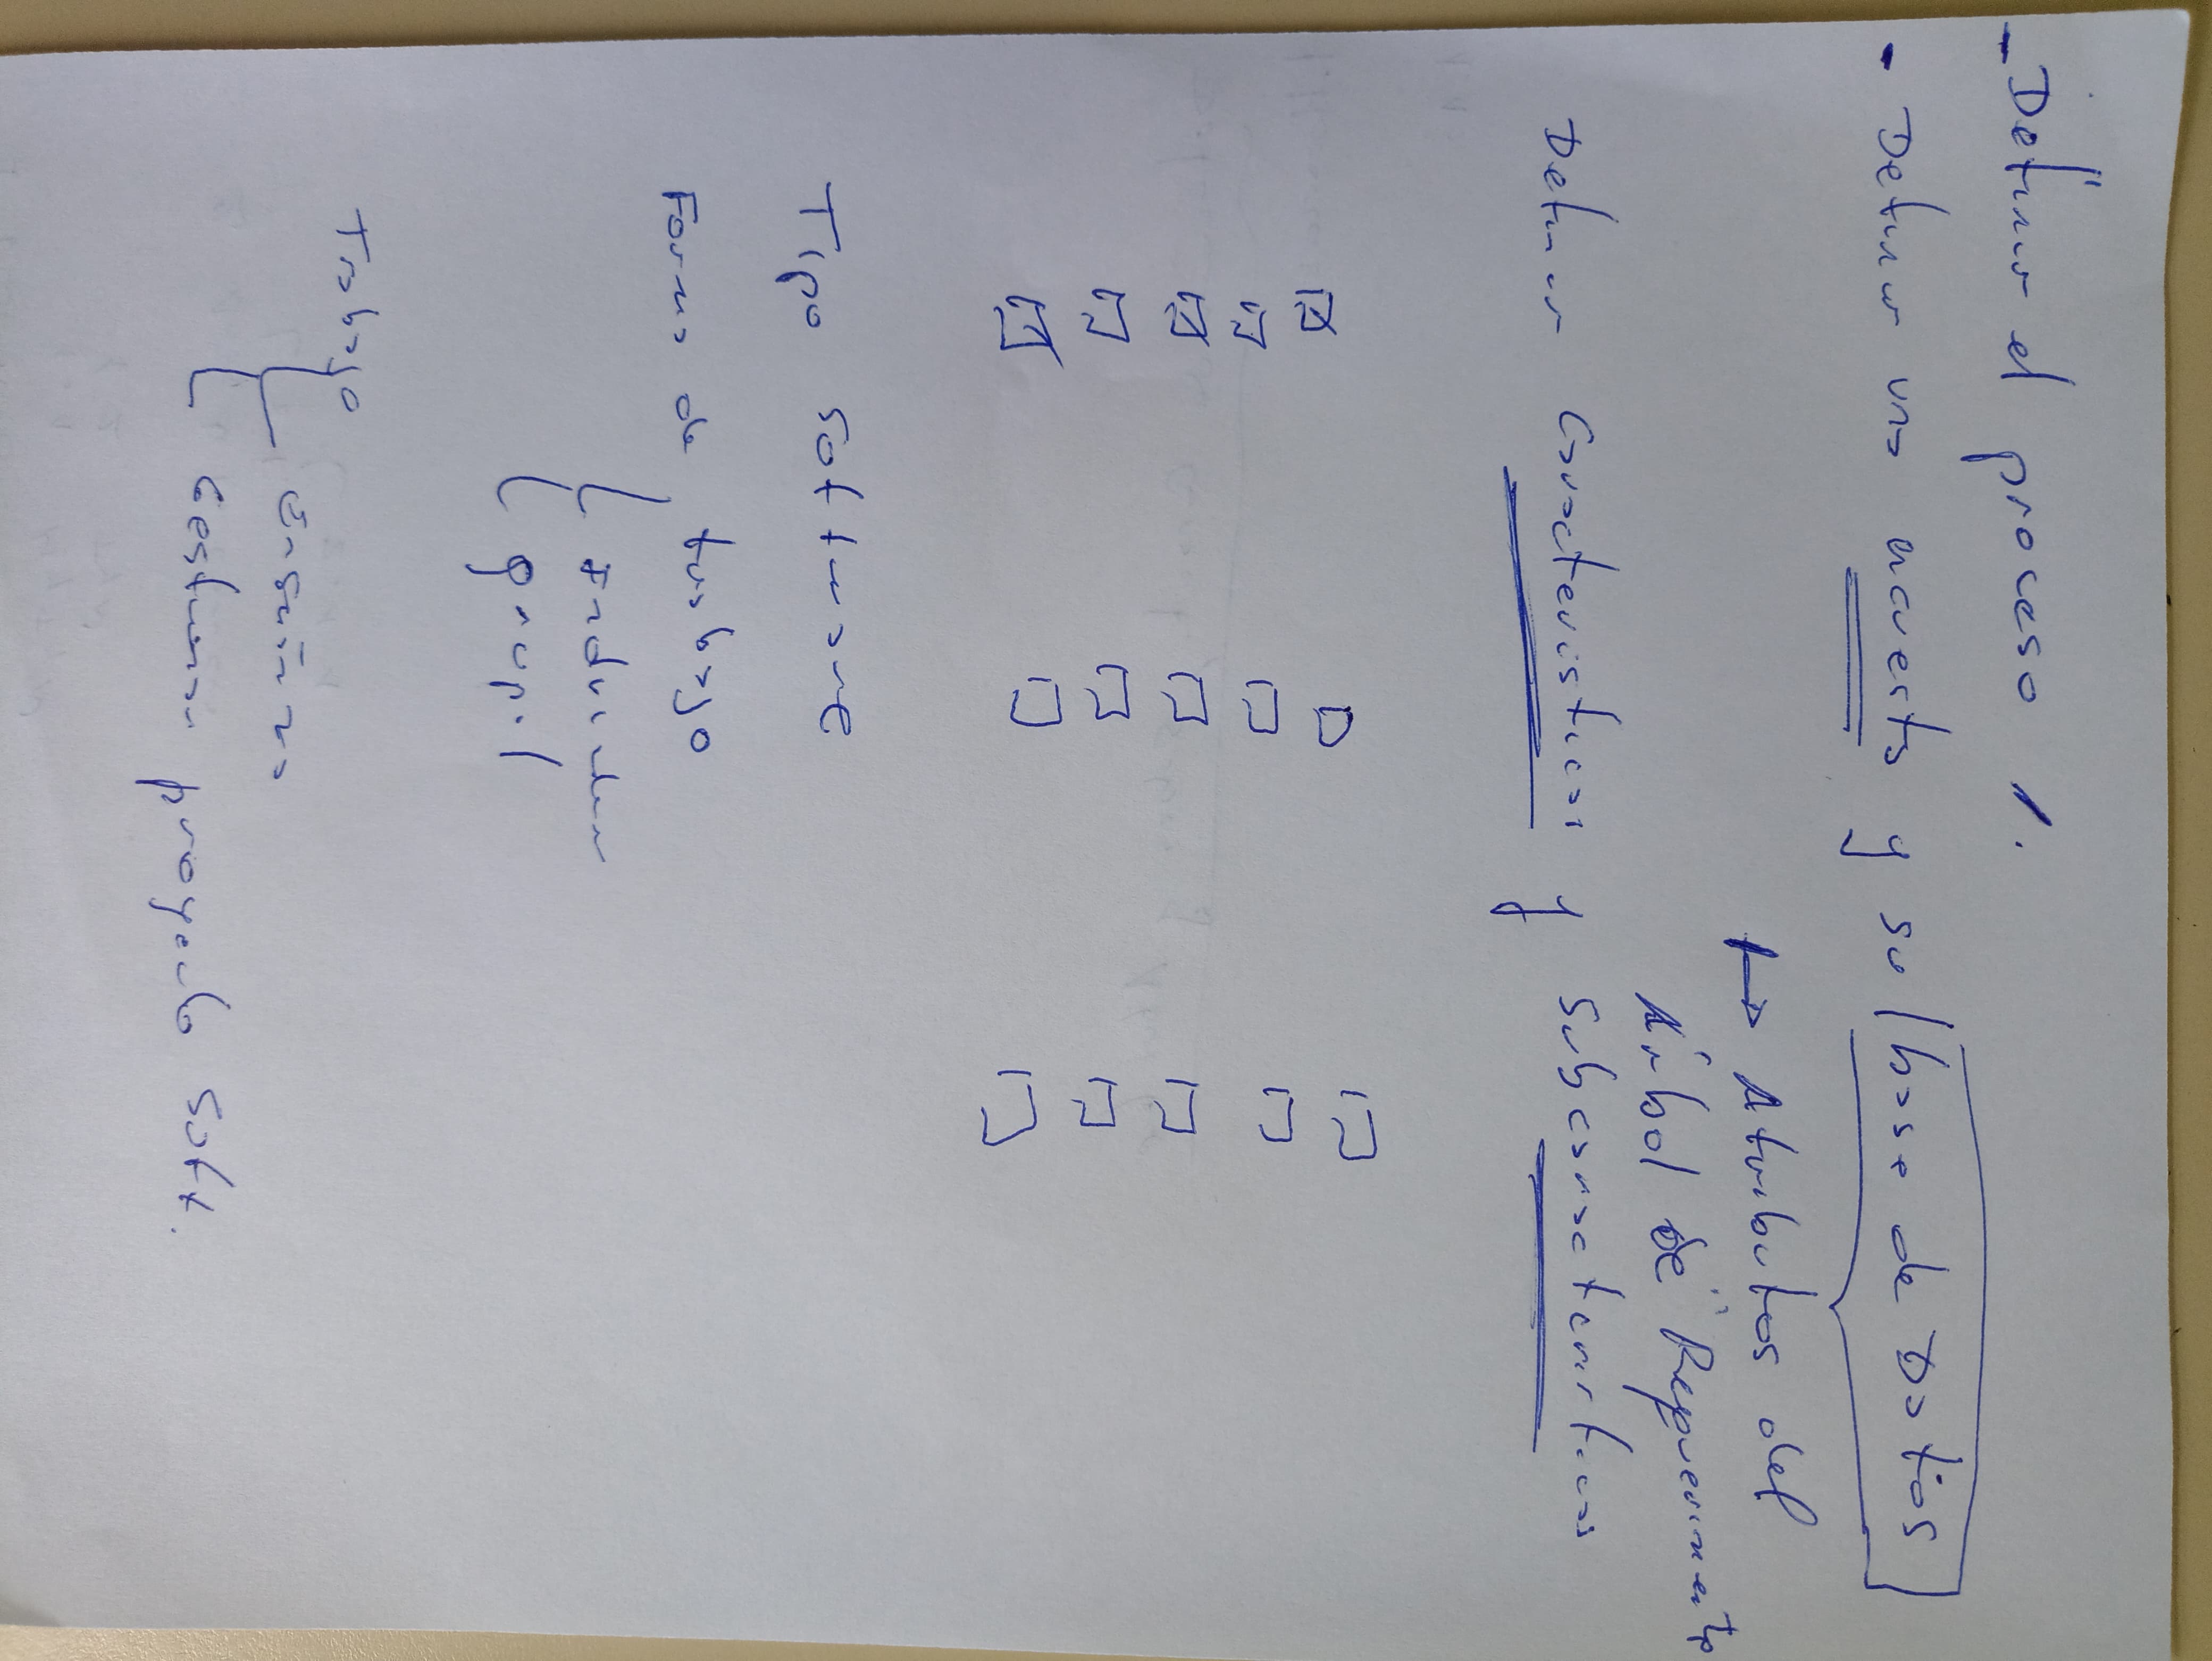 - Definir el proceso 1.
- Definir una encuesta y su base de Datos
→ Atributos del
Árbol de Requerimiento
Definir Características y Subcaracterísticas
Tipo software
Forma de trabajo
Individual
grupal
Trabajo
Enseñanza
Gestionar proyecto Soft.